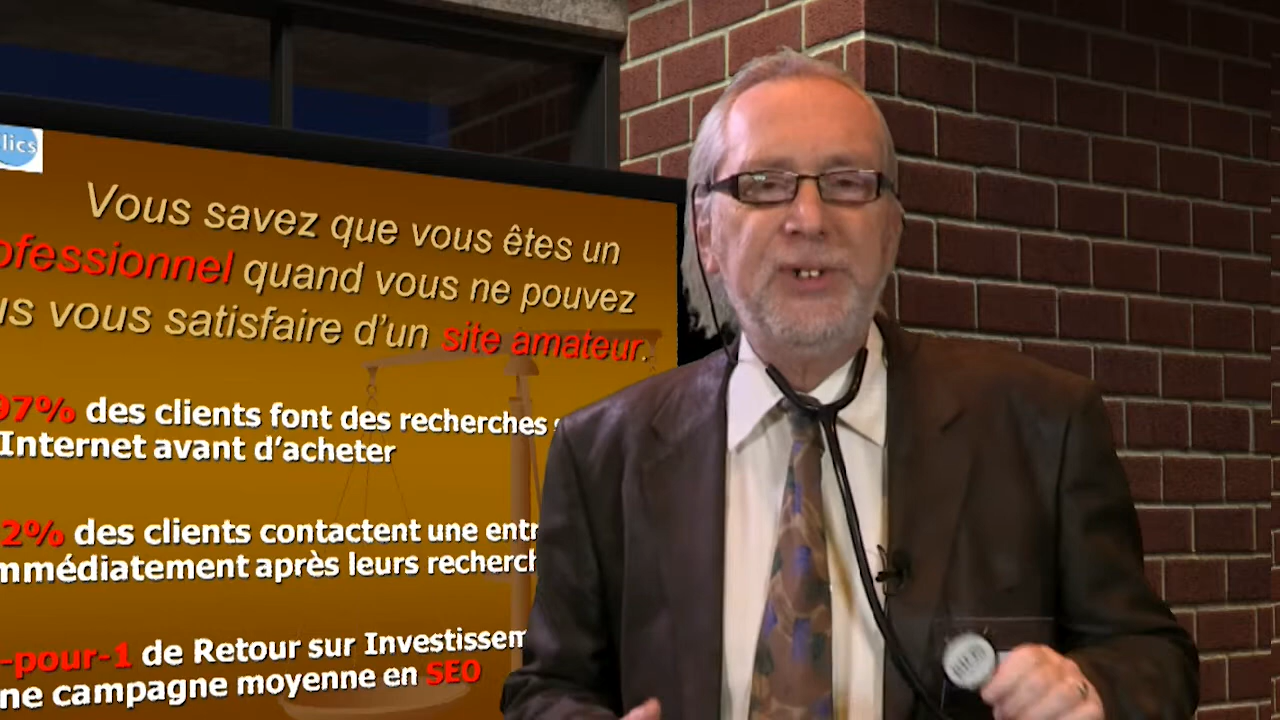 lics
Vous savez que vous êtes un
ofessionnel quand vous ne pouvez
us vous satisfaire d'un site amateur.
97% des clients font des recherches
Internet avant d'acheter
2% des clients contactent une entr
mmédiatement après leurs recherch
-pour-1 de Retour sur Investissem
ne campagne moyenne en SEO